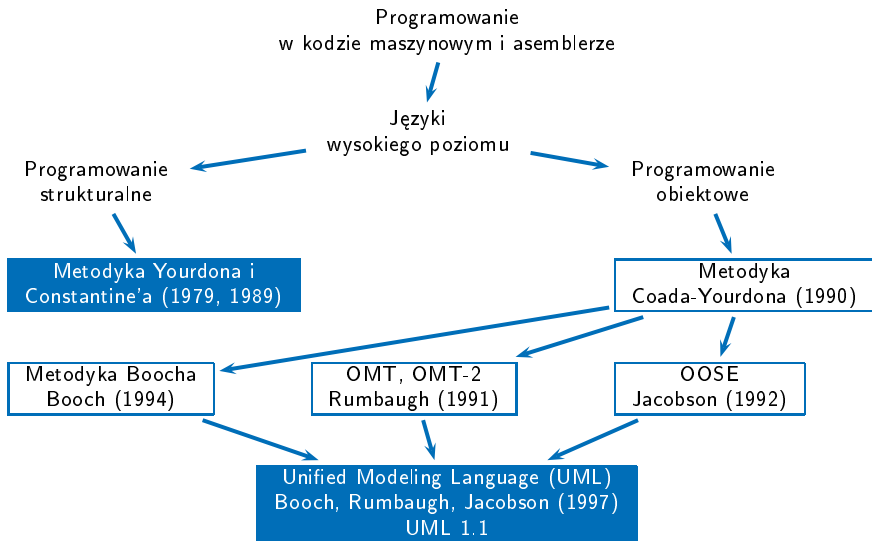 Programowanie
w kodzie maszynowym i asemblerze
Języki
wysokiego poziomu
Programowanie
strukturalne
Programowanie
obiektowe
Metodyka Yourdona i
Constantine'a (1979, 1989)
Metodyka
Coada-Yourdona (1990)
Metodyka Boocha
Booch (1994)
OMT, OMT-2
Rumbaugh (1991)
OOSE
Jacobson (1992)
Unified Modeling Language (UML)
Booch, Rumbaugh, Jacobson (1997)
UML 1.1